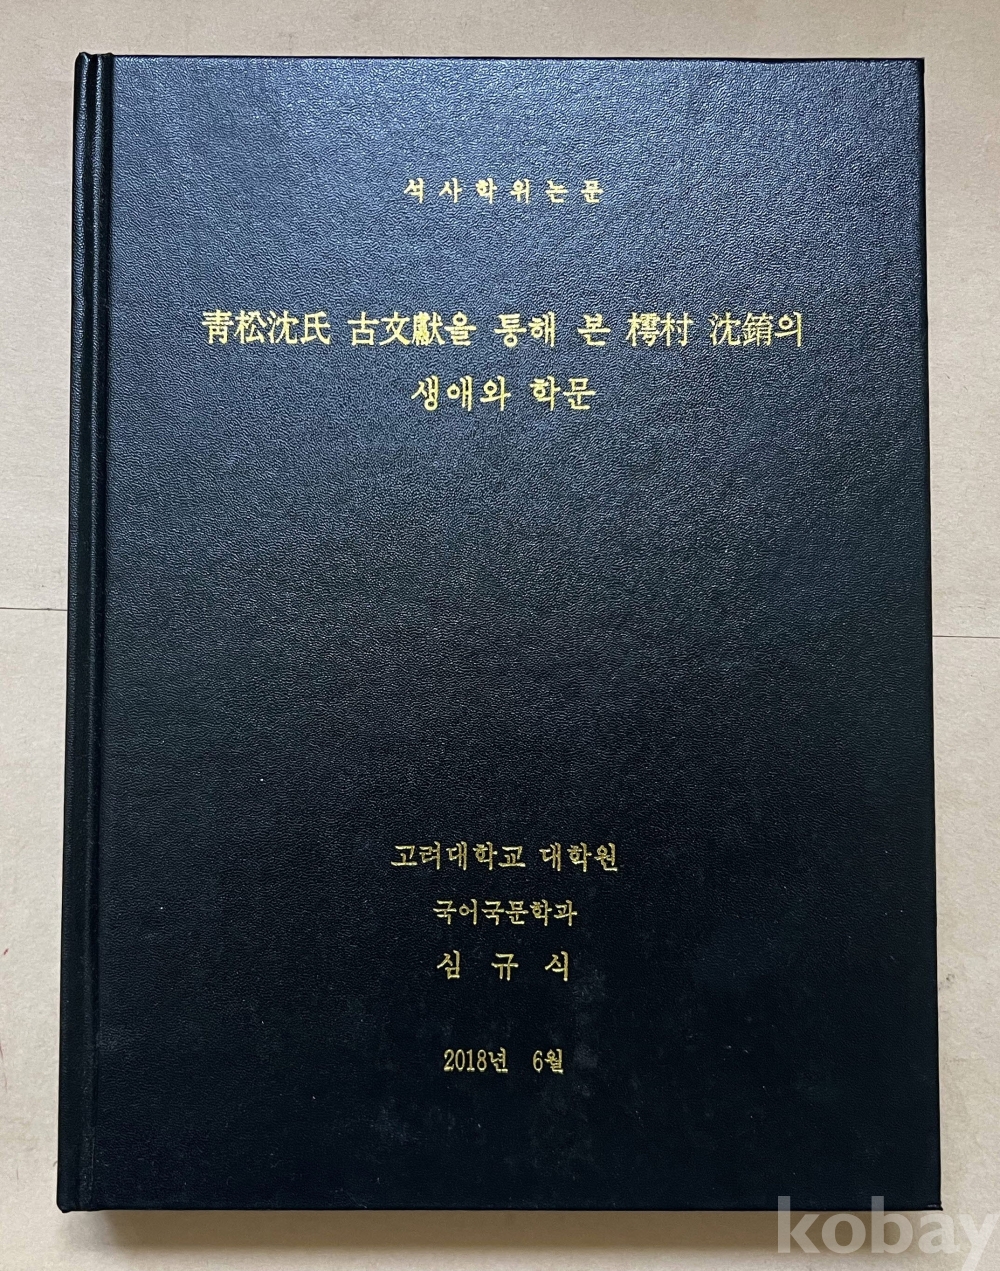 석사학위논문
靑松沈氏 古文獻을 통해 본 樗村 沈錥의
생애와 학문
고려대학교 대학원
국어국문학과
심 규 식
2018년 6월
kobay